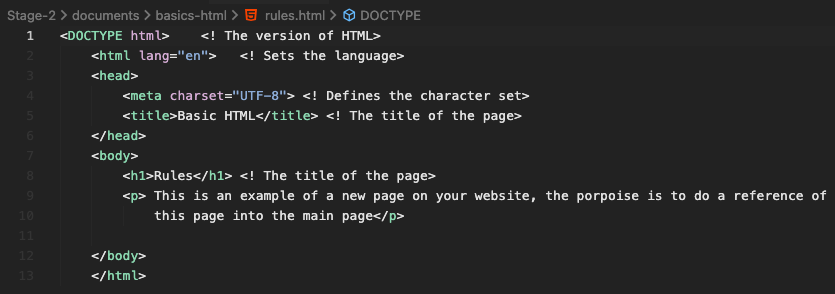 Stage-2 > documents > basics-html > rules.html > DOCTYPE
1 <DOCTYPE html> <! The version of HTML>
2 <html lang="en"> <! Sets the language>
3 <head>
4 <meta charset="UTF-8"> <! Defines the character set>
5 <title>Basic HTML</title> <! The title of the page>
6 </head>
7 <body>
8 <h1>Rules</h1> <! The title of the page>
9 <p> This is an example of a new page on your website, the porpoise is to do a reference of
10 this page into the main page</p>
11
12 </body>
13 </html>